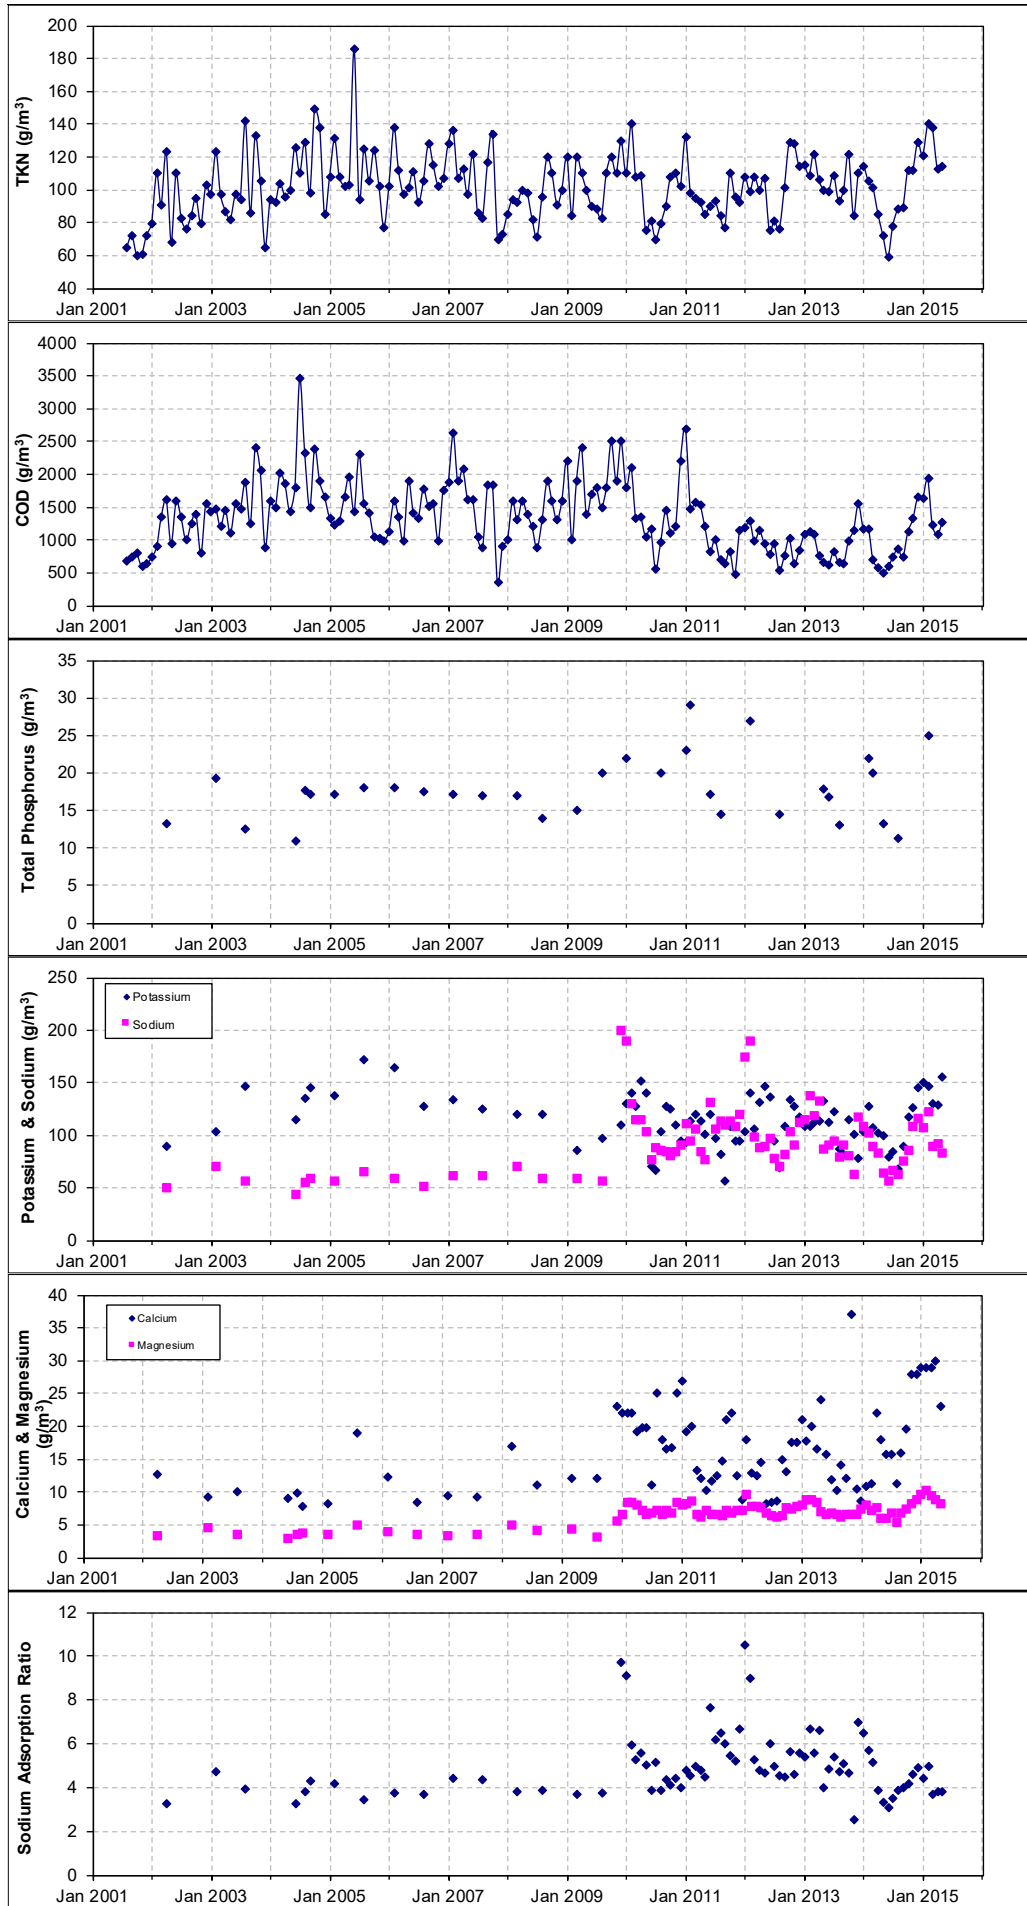 TKN (g/m³)
200
180
160
140
120
100
80
60
40
Jan 2001 Jan 2003 Jan 2005 Jan 2007 Jan 2009 Jan 2011 Jan 2013 Jan 2015
COD (g/m³)
4000
3500
3000
2500
2000
1500
1000
500
0
Jan 2001 Jan 2003 Jan 2005 Jan 2007 Jan 2009 Jan 2011 Jan 2013 Jan 2015
Total Phosphorus (g/m³)
35
30
25
20
15
10
5
0
Jan 2001 Jan 2003 Jan 2005 Jan 2007 Jan 2009 Jan 2011 Jan 2013 Jan 2015
Potassium & Sodium (g/m³)
250
200
150
100
50
0
Potassium
Sodium
Jan 2001 Jan 2003 Jan 2005 Jan 2007 Jan 2009 Jan 2011 Jan 2013 Jan 2015
Calcium & Magnesium
(g/m³)
40
35
30
25
20
15
10
5
0
Calcium
Magnesium
Jan 2001 Jan 2003 Jan 2005 Jan 2007 Jan 2009 Jan 2011 Jan 2013 Jan 2015
Sodium Adsorption Ratio
12
10
8
6
4
2
0
Jan 2001 Jan 2003 Jan 2005 Jan 2007 Jan 2009 Jan 2011 Jan 2013 Jan 2015